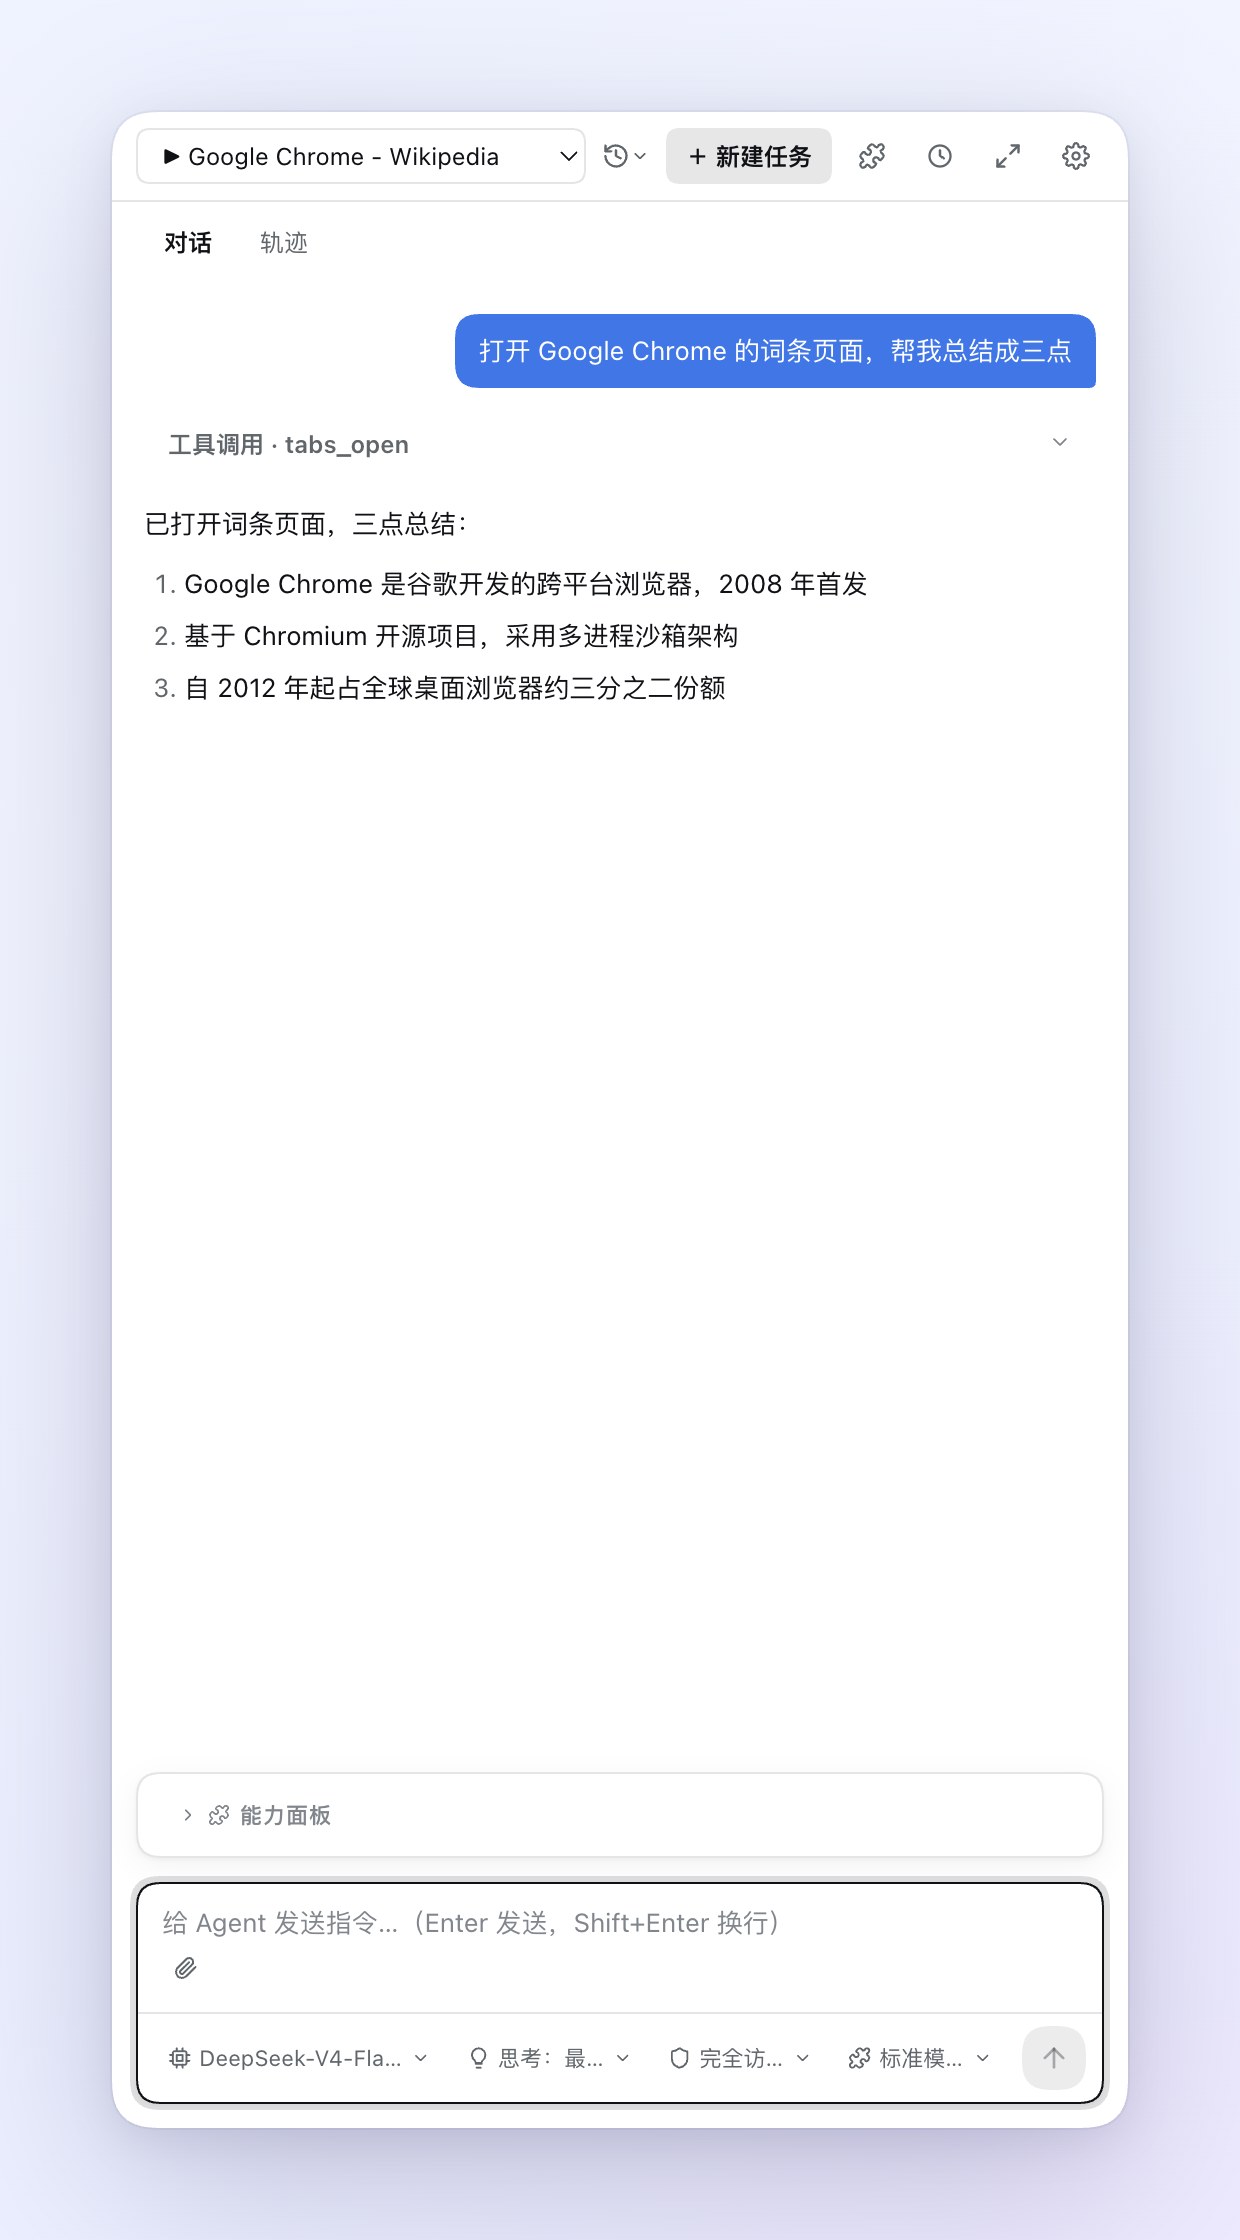 Google Chrome - Wikipedia
+ 新建任务
对话
轨迹
打开 Google Chrome 的词条页面，帮我总结成三点
工具调用 · tabs_open
已打开词条页面，三点总结：
1. Google Chrome 是谷歌开发的跨平台浏览器，2008 年首发
2. 基于 Chromium 开源项目，采用多进程沙箱架构
3. 自 2012 年起占全球桌面浏览器约三分之二份额
能力面板
给 Agent 发送指令...（Enter 发送，Shift+Enter 换行）
DeepSeek-V4-Fla...
思考：最...
完全访...
标准模...